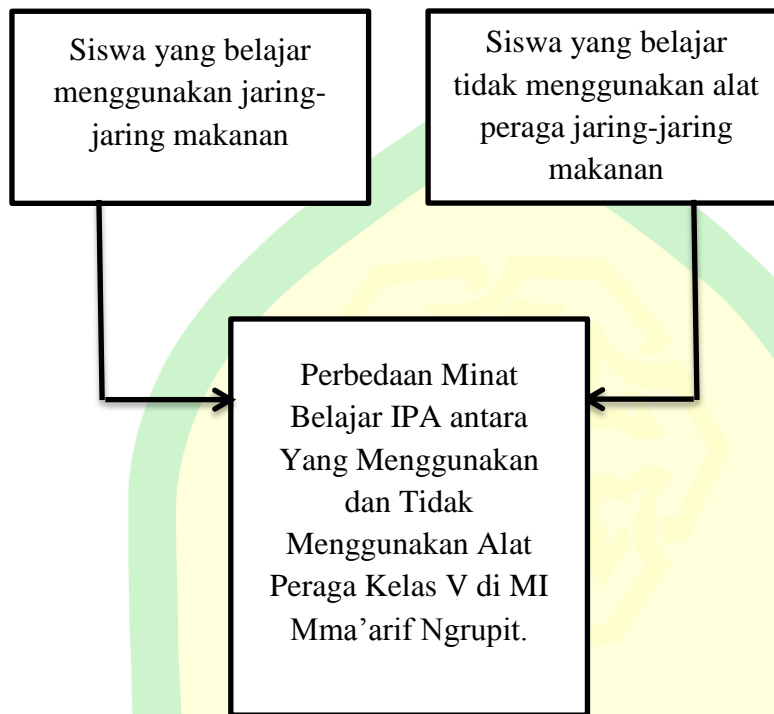 Siswa yang belajar
menggunakan jaring-
jaring makanan
Siswa yang belajar
tidak menggunakan alat
peraga jaring-jaring
makanan
Perbedaan Minat
Belajar IPA antara
Yang Menggunakan
dan Tidak
Menggunakan Alat
Peraga Kelas V di MI
Mma’arif Ngrupit.